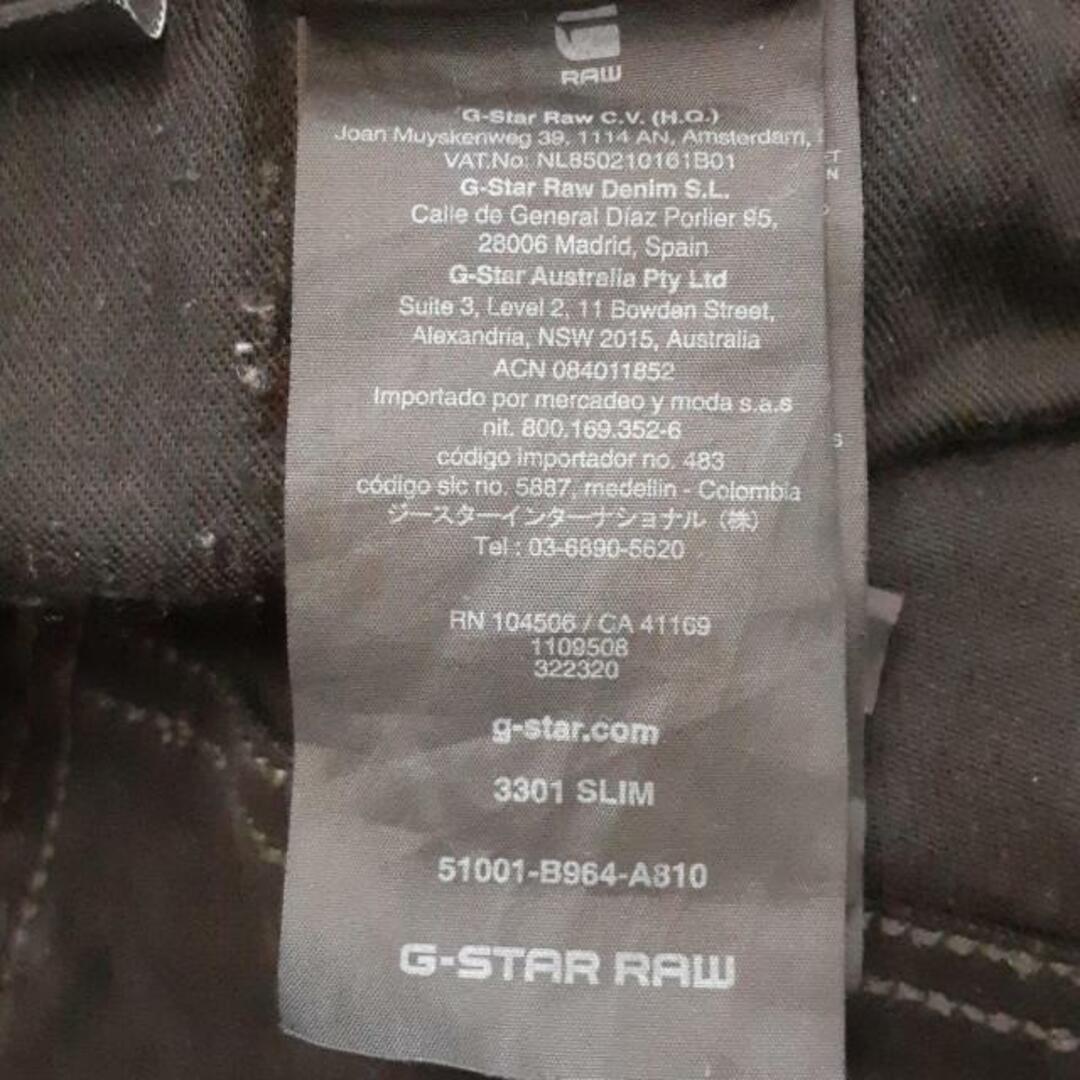 RAW
G-Star Raw C.V. (H.Q.)
Joan Muyskenweg 39, 1114 AN, Amsterdam,
VAT.No: NL850210161B01
G-Star Raw Denim S.L.
Calle de General Díaz Porlier 95,
28006 Madrid, Spain
G-Star Australia Pty Ltd
Suite 3, Level 2, 11 Bowden Street,
Alexandria, NSW 2015, Australia
ACN 084011852
Importado por mercadeo y moda s.a.s
nit. 800.169.352-6
código importador no. 483
código sic no. 5887, medellin - Colombia
ジースターインターナショナル（株）
Tel : 03-6890-5620
RN 104506 / CA 41169
1109508
322320
g-star.com
3301 SLIM
51001-B964-A810
G-STAR RAW